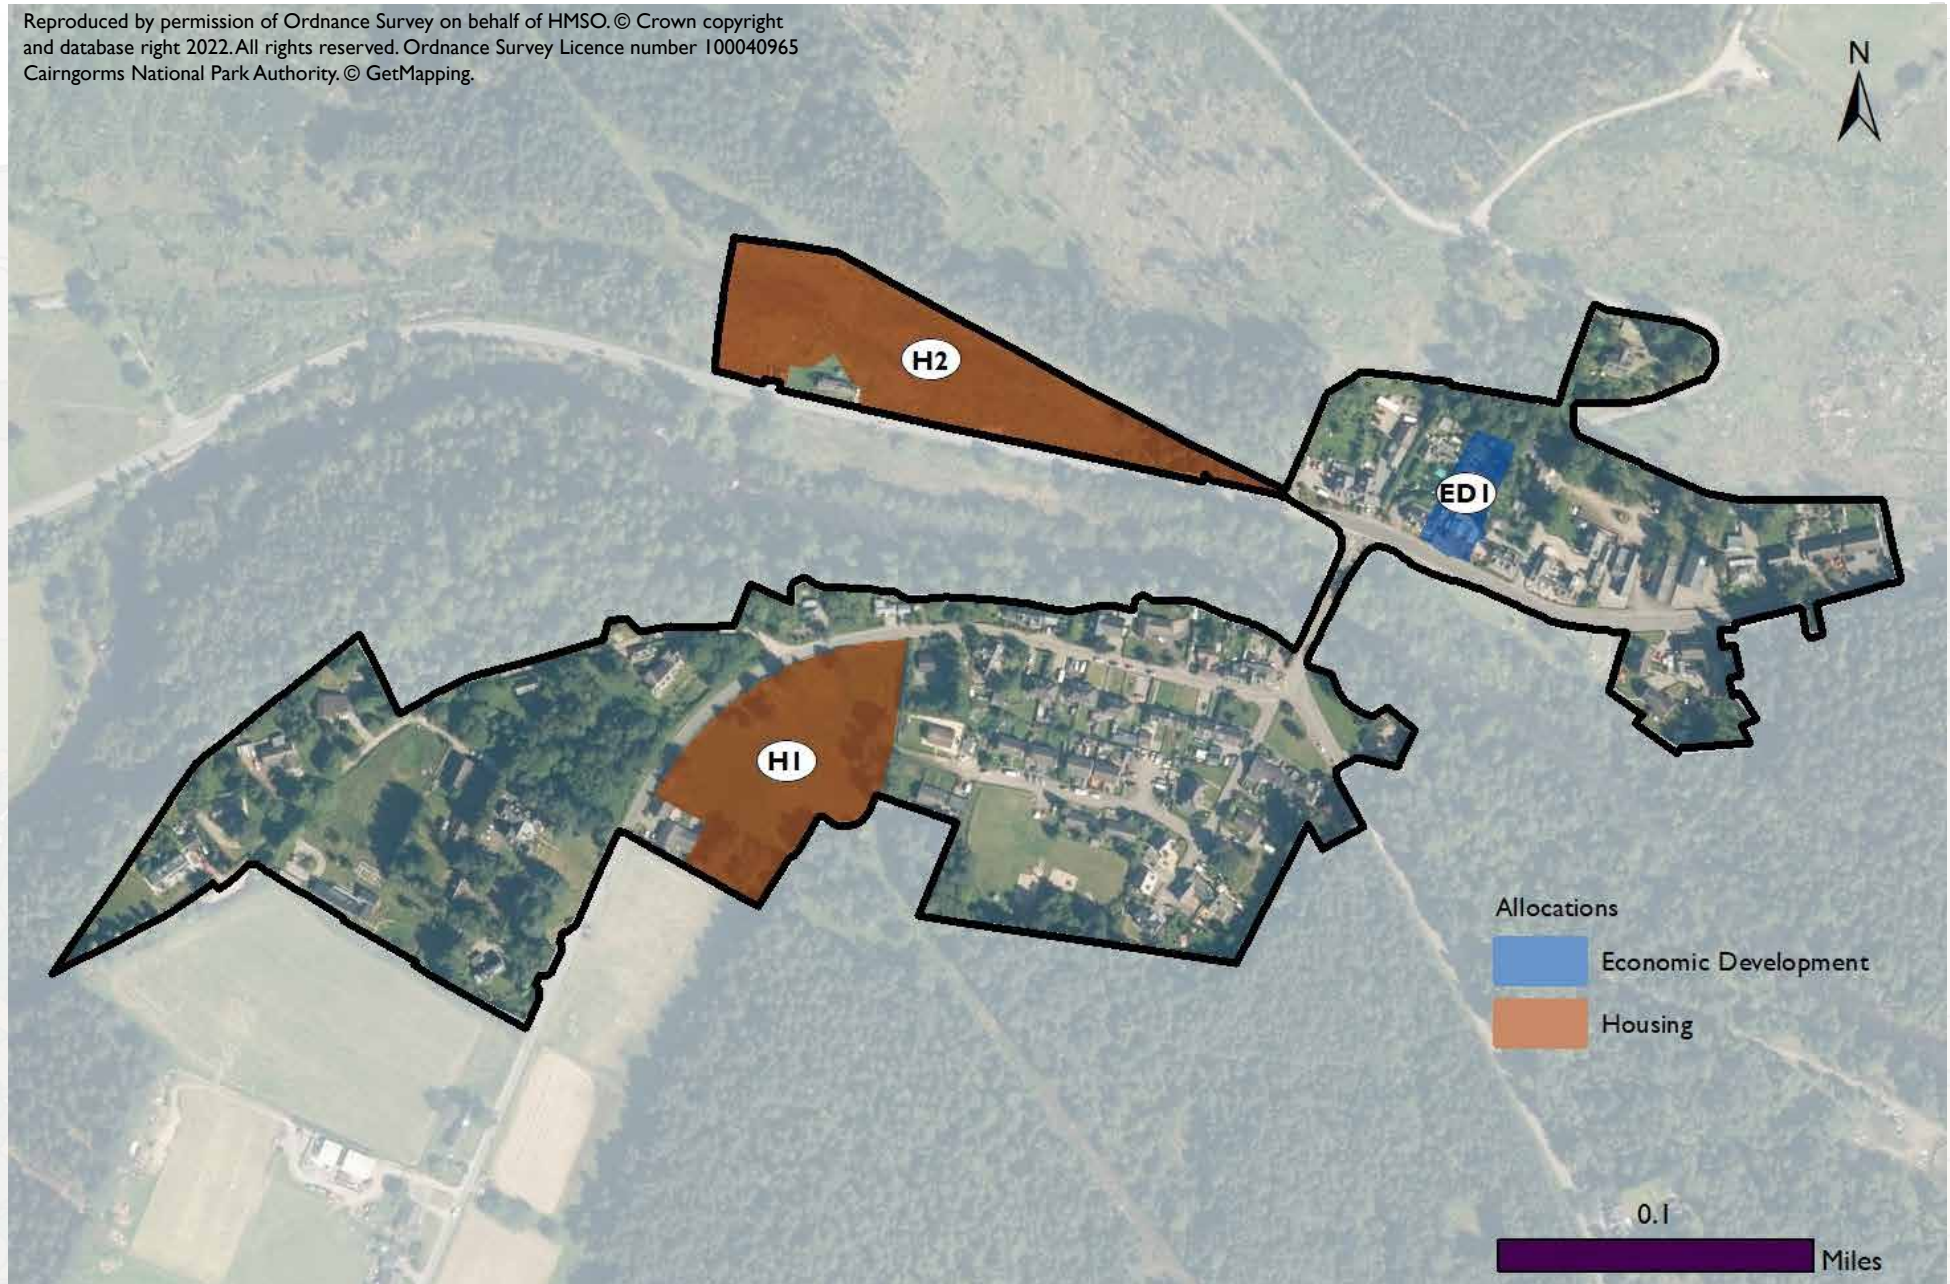 Reproduced by permission of Ordnance Survey on behalf of HMSO. © Crown copyright
and database right 2022. All rights reserved. Ordnance Survey Licence number 100040965
Cairngorms National Park Authority. © GetMapping.
N
H2
ED1
H1
Allocations
Economic Development
Housing
0.1
Miles